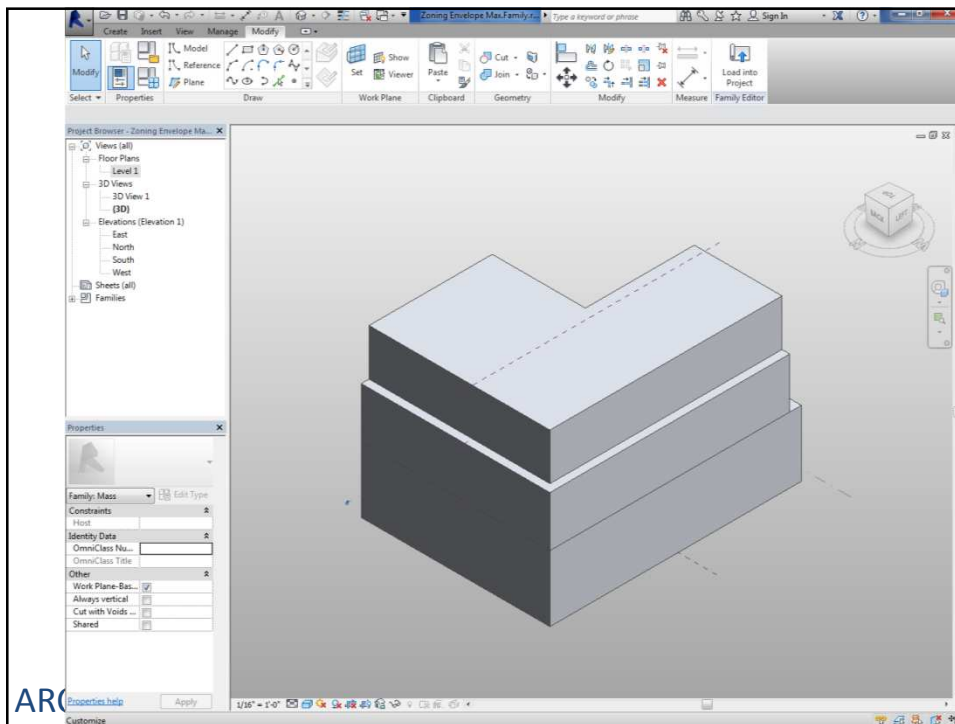 Zoning Envelope Max.Family.r...
Type a keyword or phrase
Sign In
Create Insert View Manage Modify
Modify
Model
Reference
Plane
Set
Show
Viewer
Paste
Cut
Join
Load into
Project
Select Properties Draw Work Plane Clipboard Geometry Modify Measure Family Editor
Project Browser - Zoning Envelope Ma...
Views (all)
Floor Plans
Level 1
3D Views
3D View 1
{3D}
Elevations (Elevation 1)
East
North
South
West
Sheets (all)
Families
BACK
LEFT
Properties
R
Family: Mass
Edit Type
Constraints
Host
Identity Data
OmniClass Nu...
OmniClass Title
Other
Work Plane-Bas...
Always vertical
Cut with Voids ...
Shared
Properties help
Apply
1/16" = 1'-0"
Customize